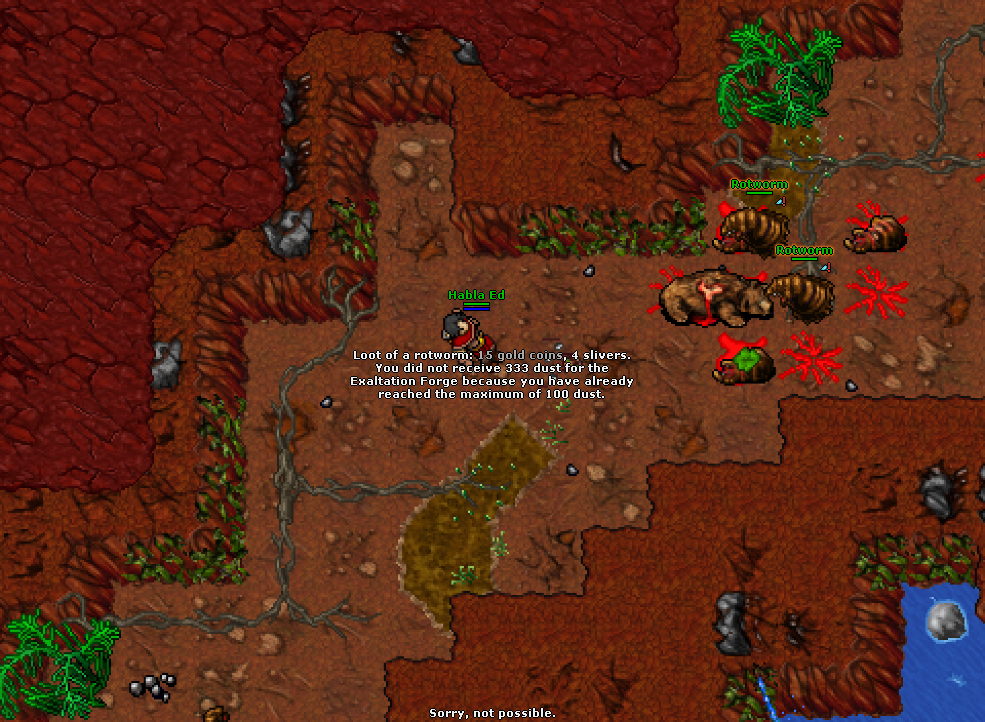 Rotworm
Rotworm
Habla Ed
Loot of a rotworm: 15 gold coins, 4 slivers.
You did not receive 333 dust for the
Exaltation Forge because you have already
reached the maximum of 100 dust.
Sorry, not possible.